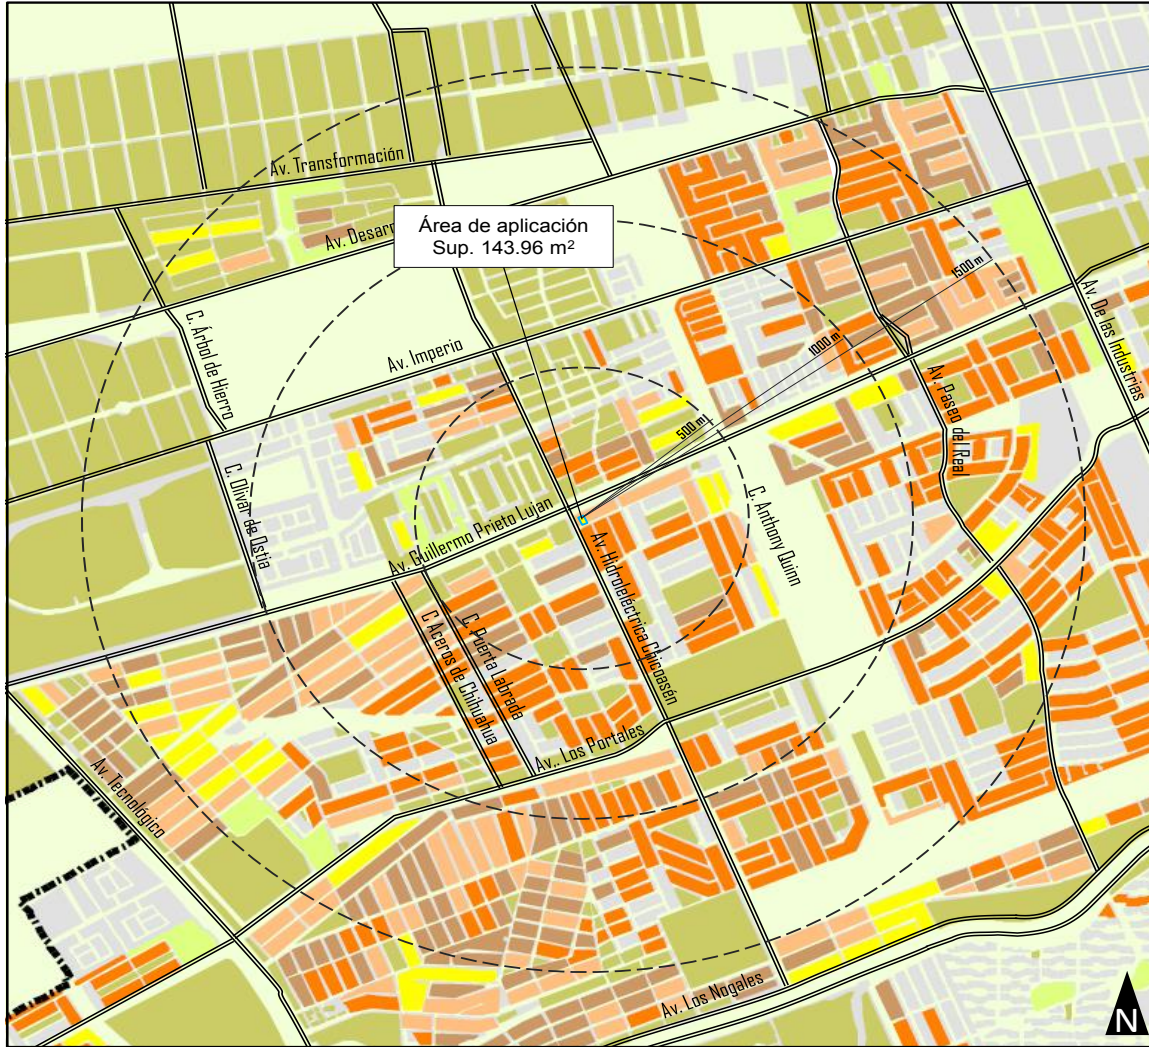 Av. Transformación
Área de aplicación
Sup. 143.96 m²
Av. Desarr
1500 m
C. Árbol de Hierro
Av. De las Industrias
Av. Imperio
1000 m
Av. Paseo del Real
500 m
C. Olivar de Ostia
C. Anthony Quinn
Av. Guillermo Prieto Luján
Av. Hidroleléctrica Chicoasén
C. Puerta Labrada
C Aceros de Chihuahua
Av,. Los Portales
Av. Tecnológico
Av. Los Nogales
N